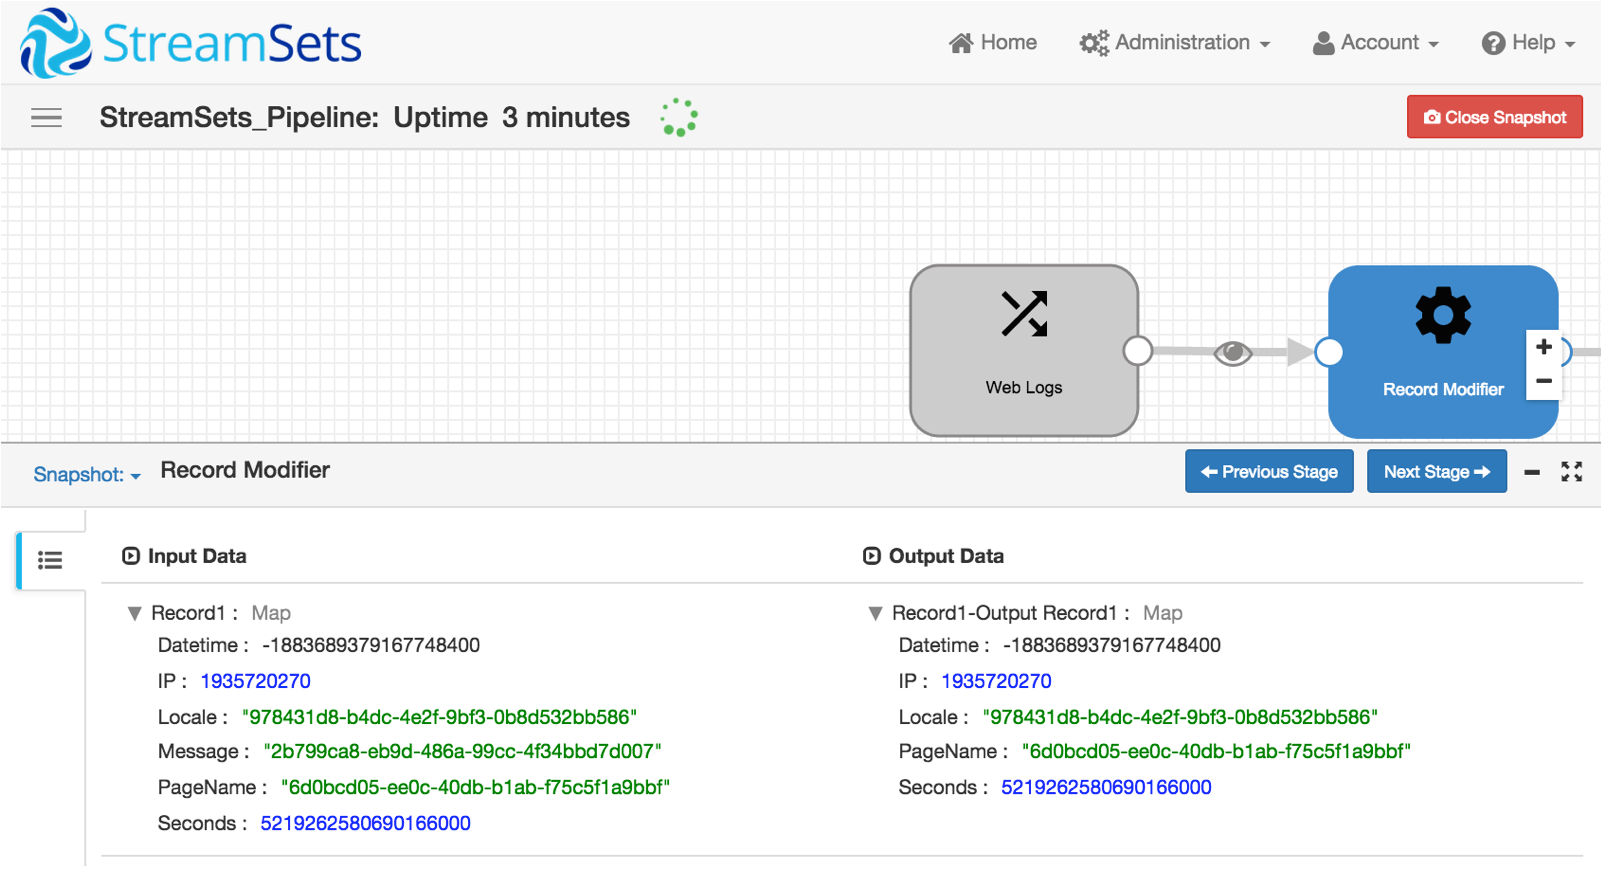 StreamSets
Home Administration Account Help
StreamSets_Pipeline: Uptime 3 minutes
Close Snapshot
Web Logs
Record Modifier
Snapshot: Record Modifier
Previous Stage Next Stage
Input Data
Record1 : Map
Datetime : -1883689379167748400
IP : 1935720270
Locale : "978431d8-b4dc-4e2f-9bf3-0b8d532bb586"
Message : "2b799ca8-eb9d-486a-99cc-4f34bbd7d007"
PageName : "6d0bcd05-ee0c-40db-b1ab-f75c5f1a9bbf"
Seconds : 5219262580690166000
Output Data
Record1-Output Record1 : Map
Datetime : -1883689379167748400
IP : 1935720270
Locale : "978431d8-b4dc-4e2f-9bf3-0b8d532bb586"
PageName : "6d0bcd05-ee0c-40db-b1ab-f75c5f1a9bbf"
Seconds : 5219262580690166000